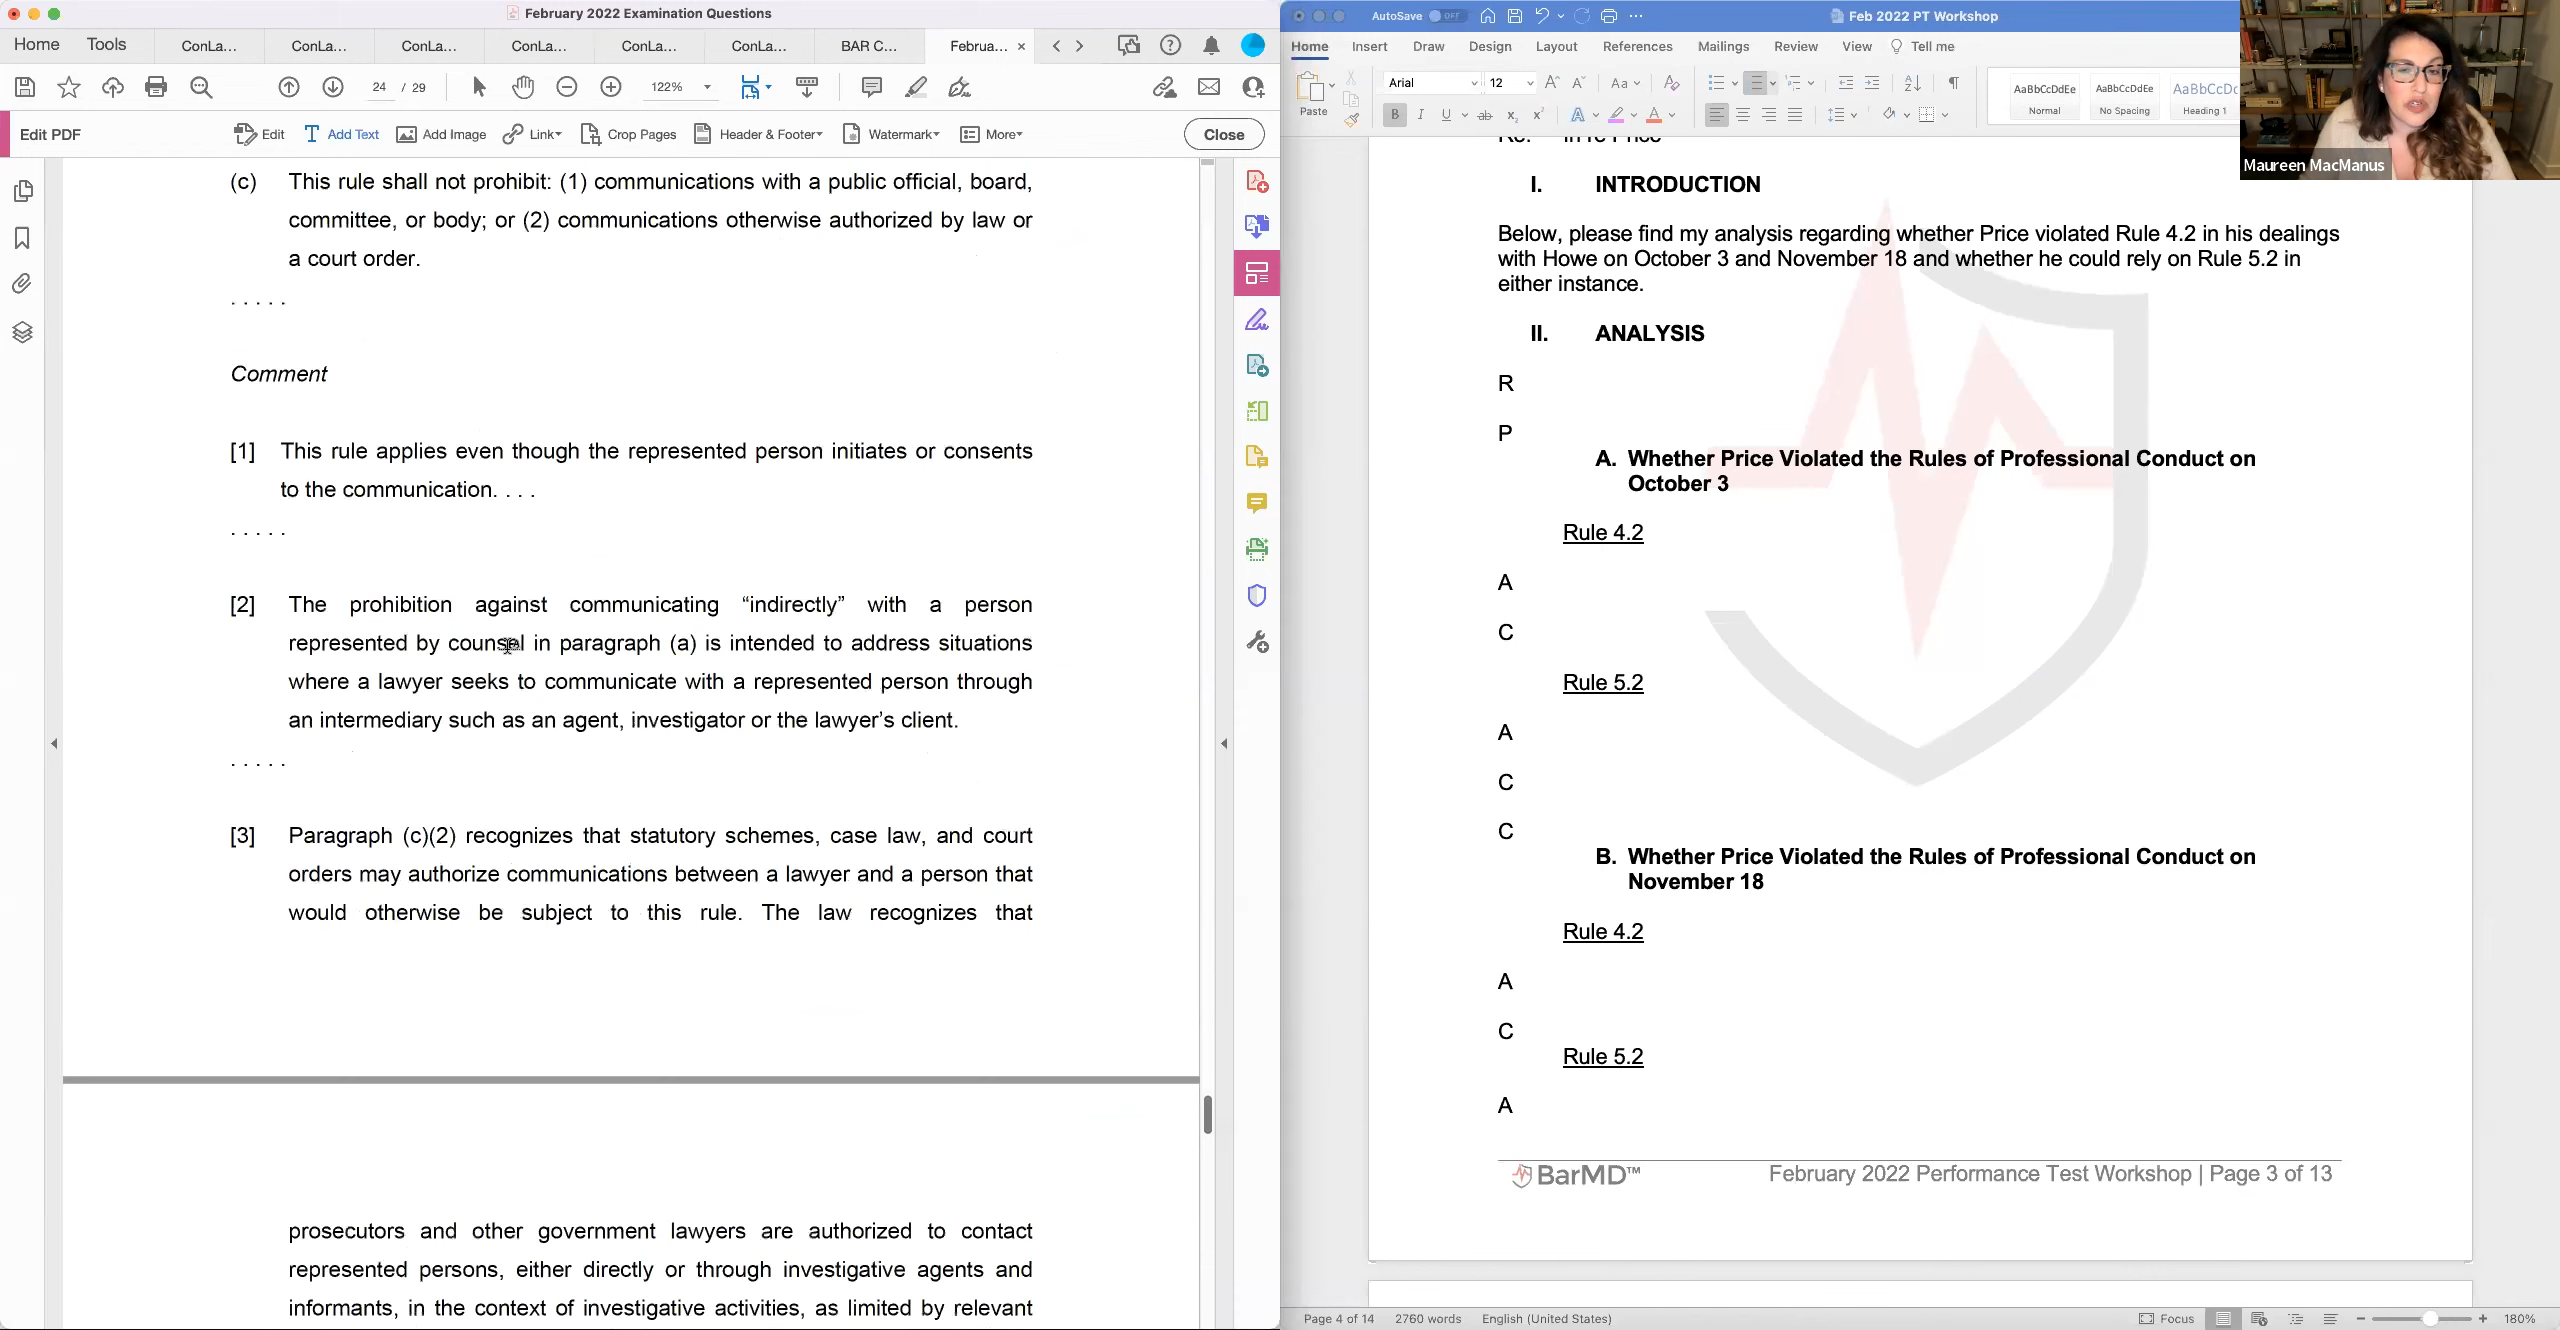 February 2022 Examination Questions
Home Tools ConLa... ConLa... ConLa... ConLa... ConLa... ConLa... BAR C... Februa... ×
24 / 29 122%
Edit PDF Edit Add Text Add Image Link Crop Pages Header & Footer Watermark More Close
(c) This rule shall not prohibit: (1) communications with a public official, board,
committee, or body; or (2) communications otherwise authorized by law or
a court order.
. . . . .
Comment
[1] This rule applies even though the represented person initiates or consents
to the communication. . . .
. . . . .
[2] The prohibition against communicating “indirectly” with a person
represented by counsel in paragraph (a) is intended to address situations
where a lawyer seeks to communicate with a represented person through
an intermediary such as an agent, investigator or the lawyer’s client.
. . . . .
[3] Paragraph (c)(2) recognizes that statutory schemes, case law, and court
orders may authorize communications between a lawyer and a person that
would otherwise be subject to this rule. The law recognizes that
prosecutors and other government lawyers are authorized to contact
represented persons, either directly or through investigative agents and
informants, in the context of investigative activities, as limited by relevant
AutoSave OFF Feb 2022 PT Workshop
Home Insert Draw Design Layout References Mailings Review View Tell me
Paste Arial 12 Aa
AaBbCcDdEe AaBbCcDdEe AaBbCcDc
Normal No Spacing Heading 1
Maureen MacManus
Re: In re Price
I. INTRODUCTION
Below, please find my analysis regarding whether Price violated Rule 4.2 in his dealings
with Howe on October 3 and November 18 and whether he could rely on Rule 5.2 in
either instance.
II. ANALYSIS
R
P
A. Whether Price Violated the Rules of Professional Conduct on
October 3
Rule 4.2
A
C
Rule 5.2
A
C
C
B. Whether Price Violated the Rules of Professional Conduct on
November 18
Rule 4.2
A
C
Rule 5.2
A
BarMD™ February 2022 Performance Test Workshop | Page 3 of 13
Page 4 of 14 2760 words English (United States) Focus 180%